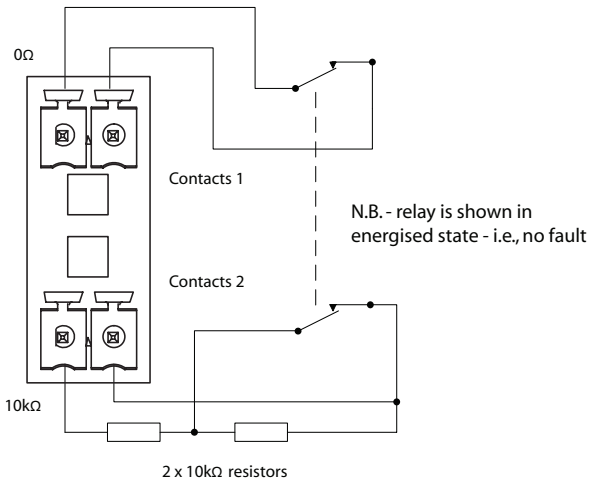 0Ω
Contacts 1
N.B. - relay is shown in
energised state - i.e., no fault
Contacts 2
10kΩ
2 x 10kΩ resistors